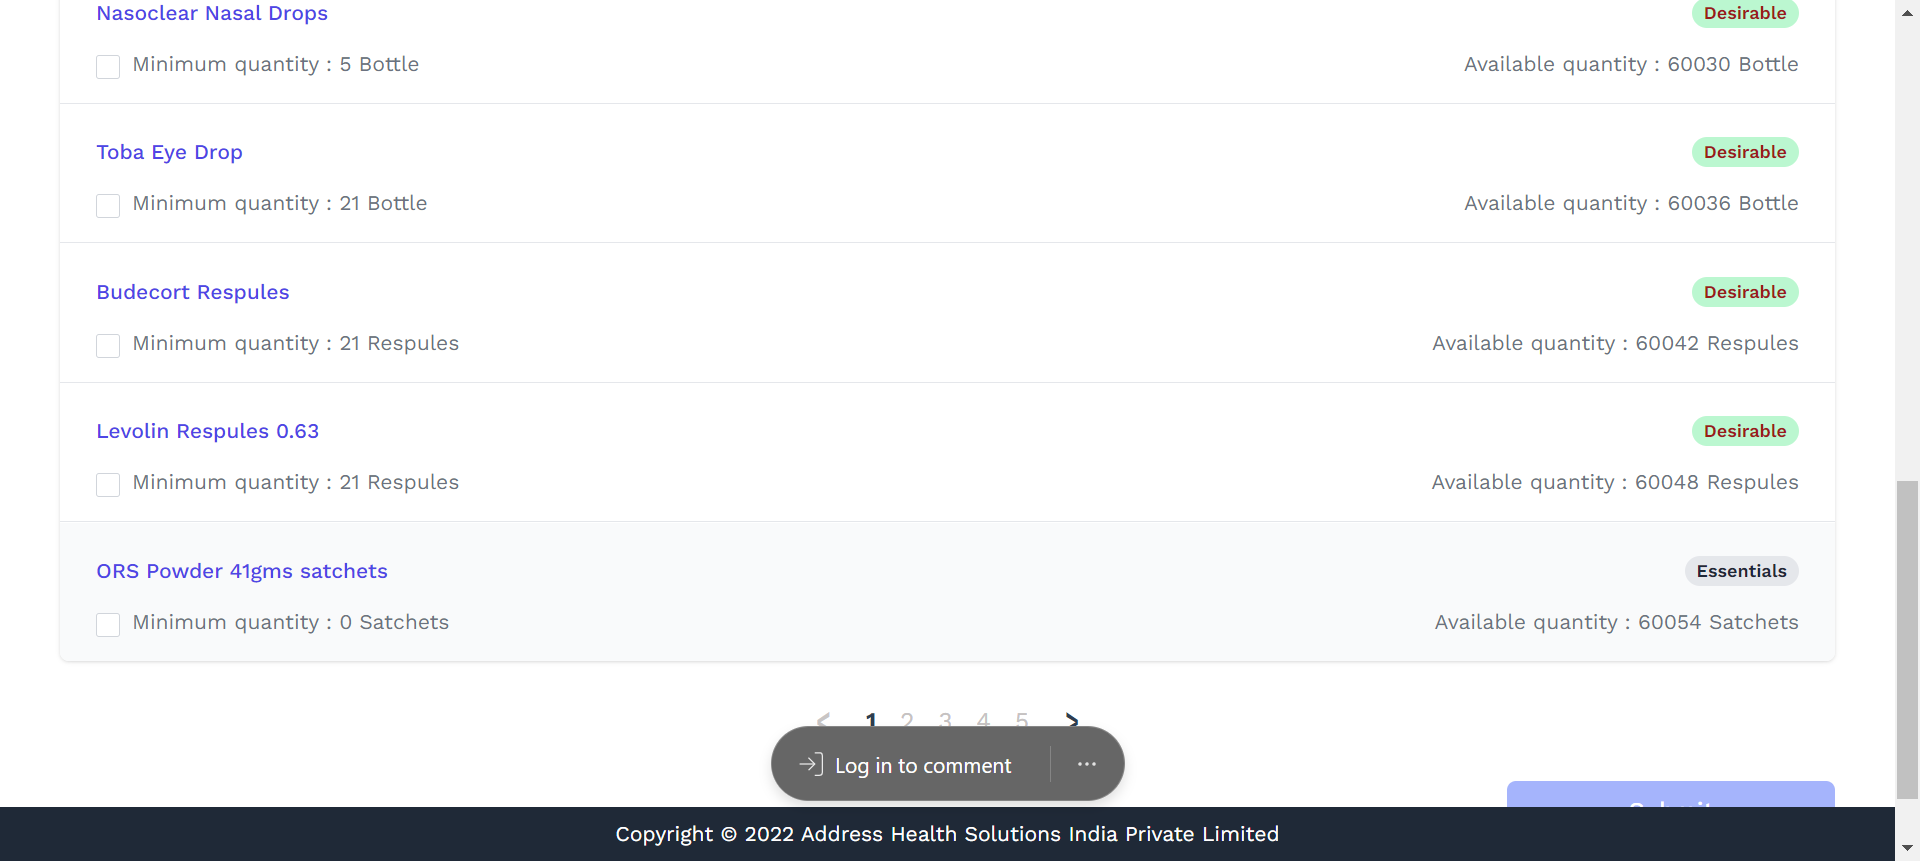 Nasoclear Nasal Drops
Desirable
Minimum quantity : 5 Bottle
Available quantity : 60030 Bottle
Toba Eye Drop
Desirable
Minimum quantity : 21 Bottle
Available quantity : 60036 Bottle
Budecort Respules
Desirable
Minimum quantity : 21 Respules
Available quantity : 60042 Respules
Levolin Respules 0.63
Desirable
Minimum quantity : 21 Respules
Available quantity : 60048 Respules
ORS Powder 41gms satchets
Essentials
Minimum quantity : 0 Satchets
Available quantity : 60054 Satchets
< 1 2 3 4 5 >
Log in to comment ...
Submit
Copyright © 2022 Address Health Solutions India Private Limited